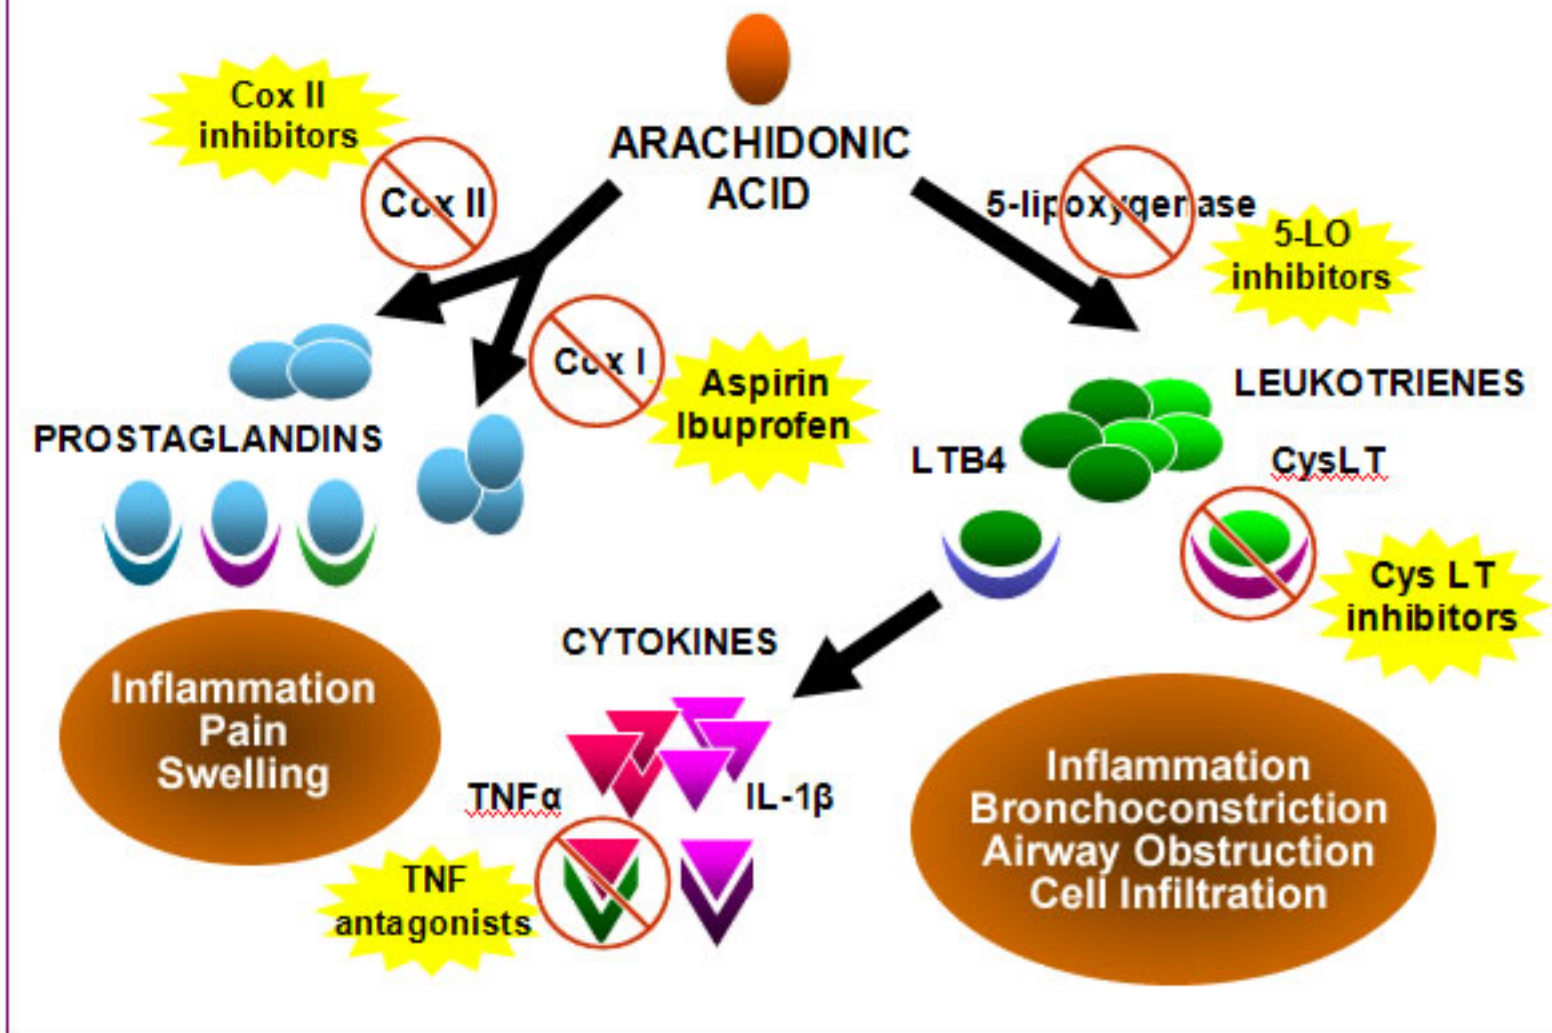 Cox II
inhibitors
Cox II
ARACHIDONIC
ACID
5-lipoxygenase
5-LO
inhibitors
Cox I
Aspirin
Ibuprofen
PROSTAGLANDINS
LEUKOTRIENES
LTB4
CysLT
Cys LT
inhibitors
Inflammation
Pain
Swelling
CYTOKINES
TNFα
IL-1β
TNF
antagonists
Inflammation
Bronchoconstriction
Airway Obstruction
Cell Infiltration